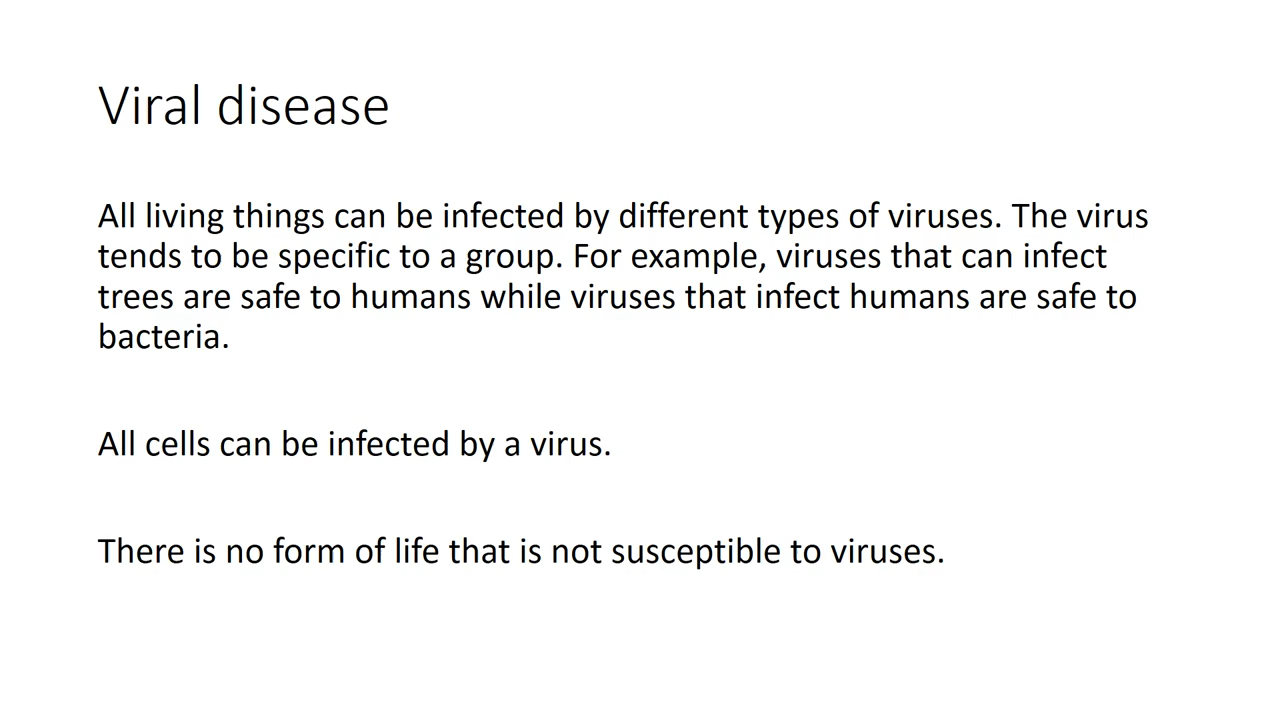 Viral disease
All living things can be infected by different types of viruses. The virus
tends to be specific to a group. For example, viruses that can infect
trees are safe to humans while viruses that infect humans are safe to
bacteria.
All cells can be infected by a virus.
There is no form of life that is not susceptible to viruses.